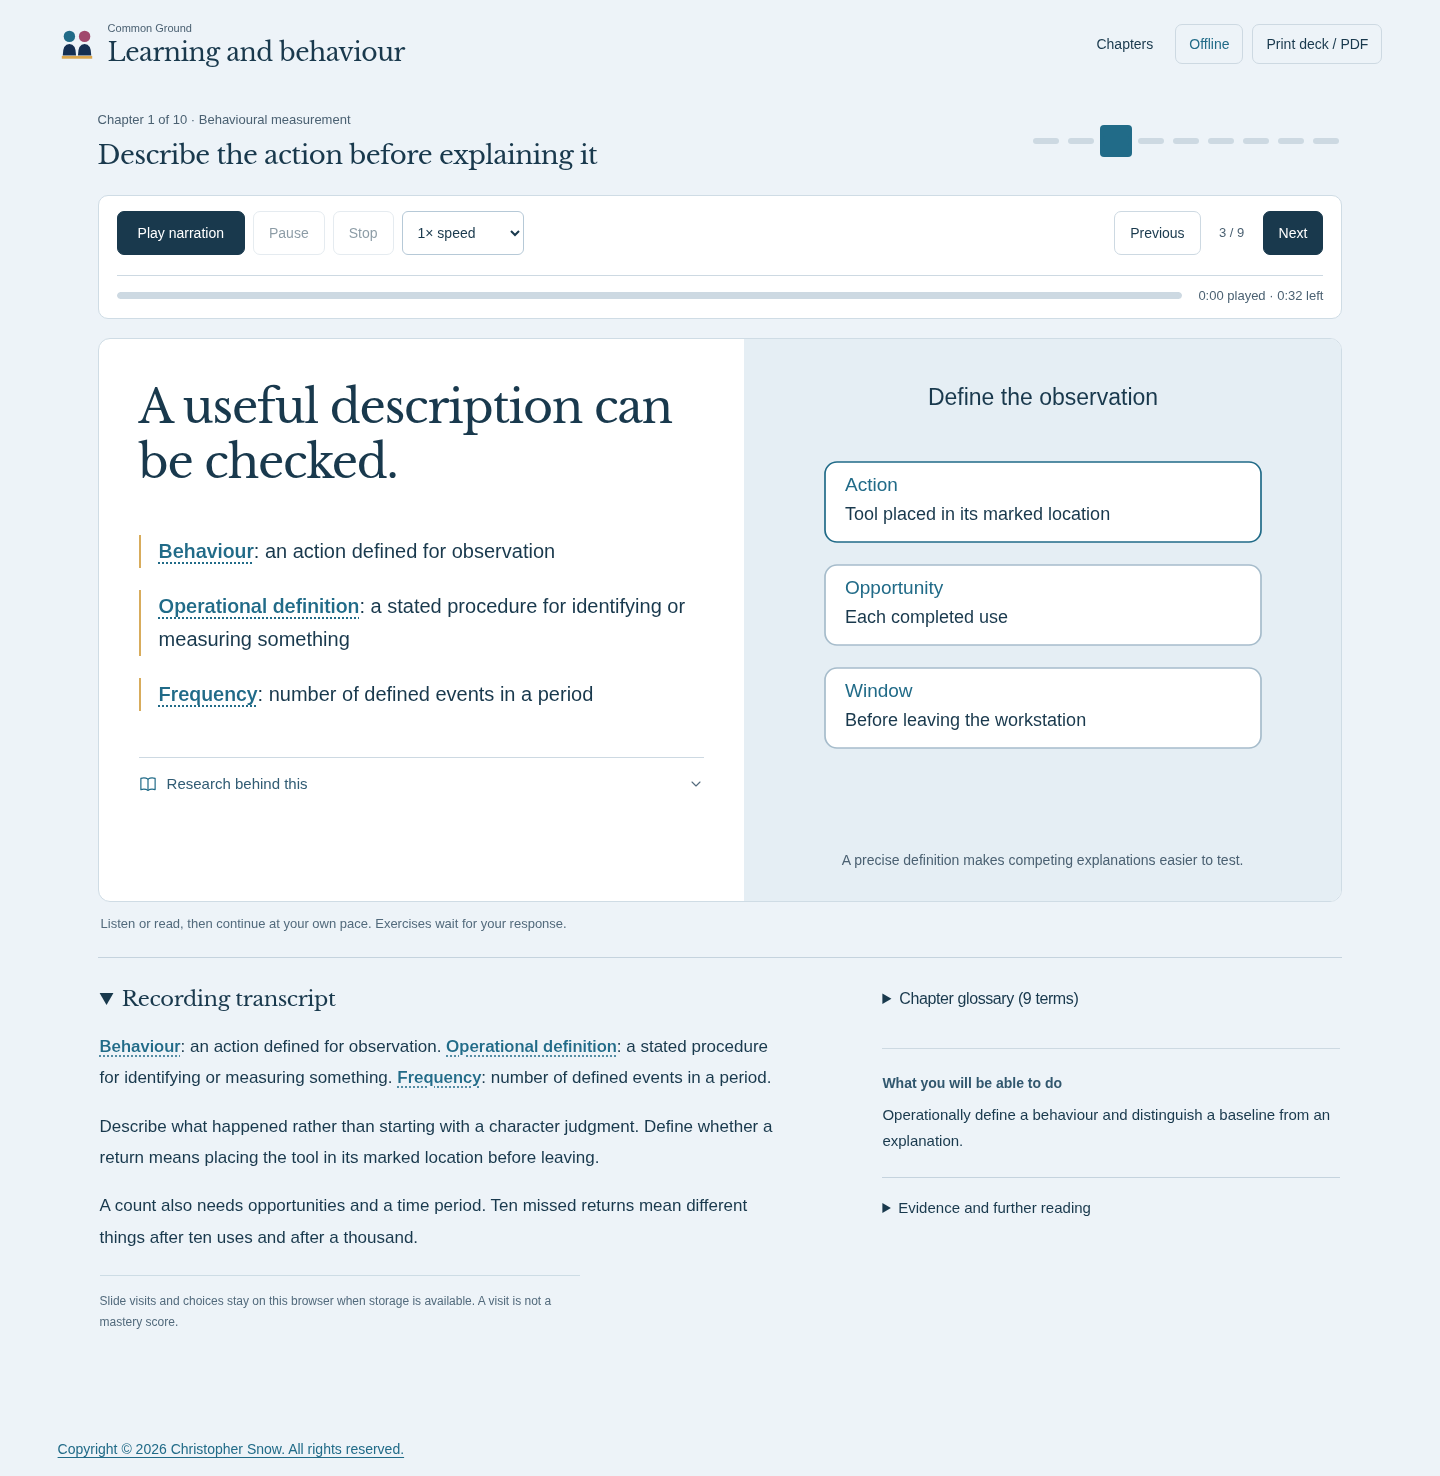 Common Ground
Learning and behaviour
Chapters
Offline
Print deck / PDF
Chapter 1 of 10 · Behavioural measurement
Describe the action before explaining it
Play narration
Pause
Stop
1× speed
Previous
3 / 9
Next
0:00 played · 0:32 left
A useful description can
be checked.
Behaviour: an action defined for observation
Operational definition: a stated procedure for identifying or
measuring something
Frequency: number of defined events in a period
Research behind this
Define the observation
Action
Tool placed in its marked location
Opportunity
Each completed use
Window
Before leaving the workstation
A precise definition makes competing explanations easier to test.
Listen or read, then continue at your own pace. Exercises wait for your response.
Recording transcript
Behaviour: an action defined for observation. Operational definition: a stated procedure
for identifying or measuring something. Frequency: number of defined events in a period.
Describe what happened rather than starting with a character judgment. Define whether a
return means placing the tool in its marked location before leaving.
A count also needs opportunities and a time period. Ten missed returns mean different
things after ten uses and after a thousand.
Slide visits and choices stay on this browser when storage is available. A visit is not a
mastery score.
Chapter glossary (9 terms)
What you will be able to do
Operationally define a behaviour and distinguish a baseline from an
explanation.
Evidence and further reading
Copyright © 2026 Christopher Snow. All rights reserved.